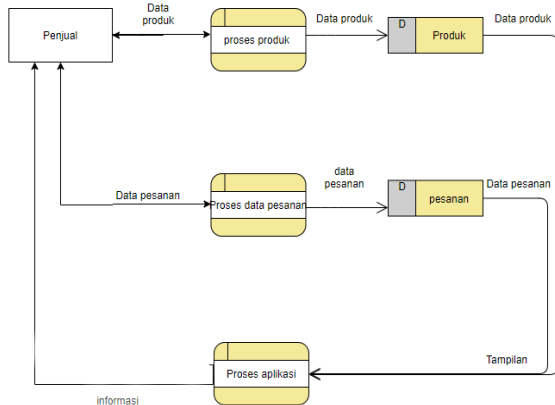 Penjual
Data
produk
proses produk
Data produk
D
Produk
Data produk
Data pesanan
Proses data pesanan
data
pesanan
D
pesanan
Data pesanan
Proses aplikasi
Tampilan
informasi